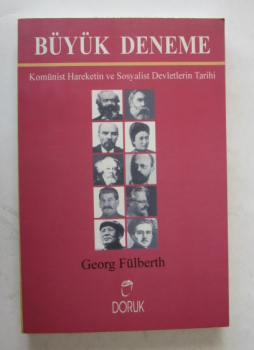 BÜYÜK DENEME
Komünist Hareketin ve Sosyalist Devletlerin Tarihi
Georg Fülberth
DORUK